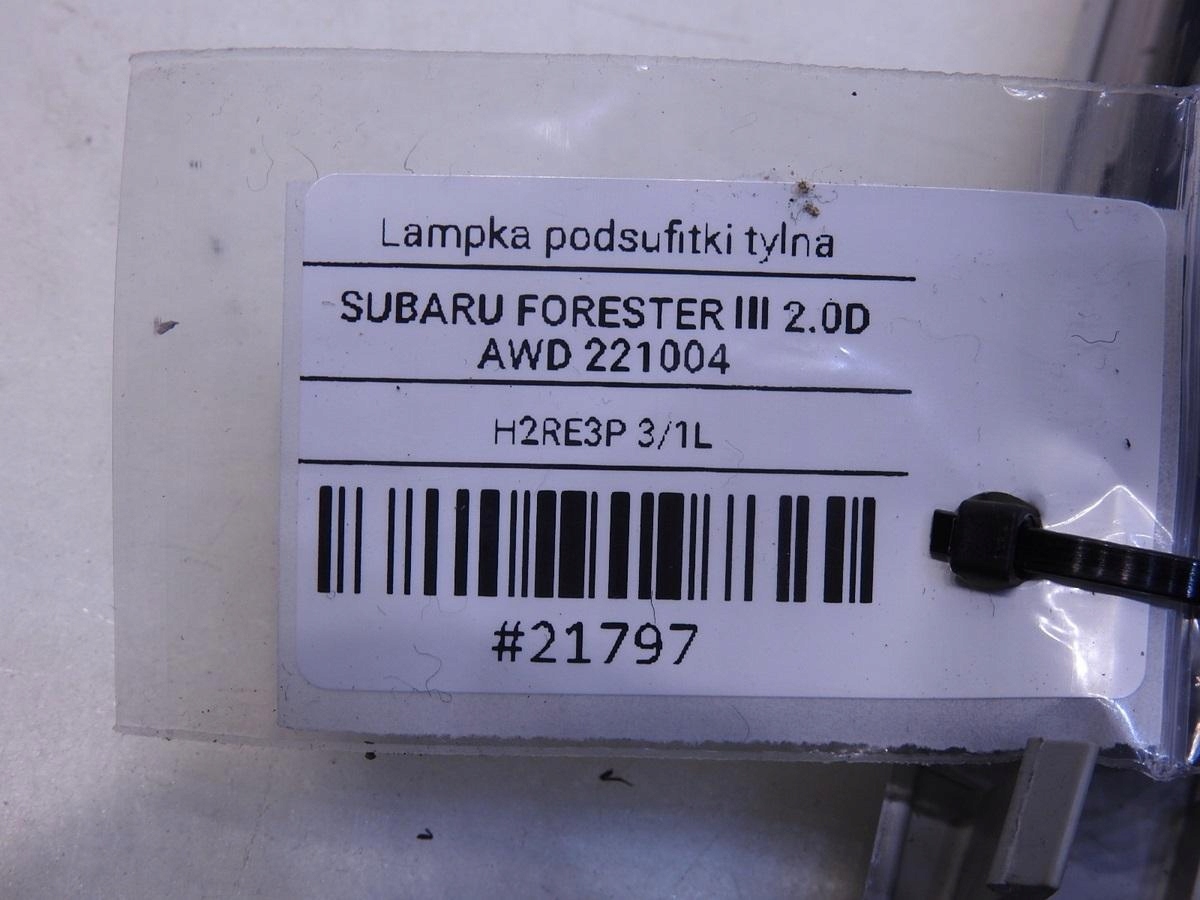 Lampka podsufitki tylna
SUBARU FORESTER III 2.0D
AWD 221004
H2RE3P 3/1L
#21797